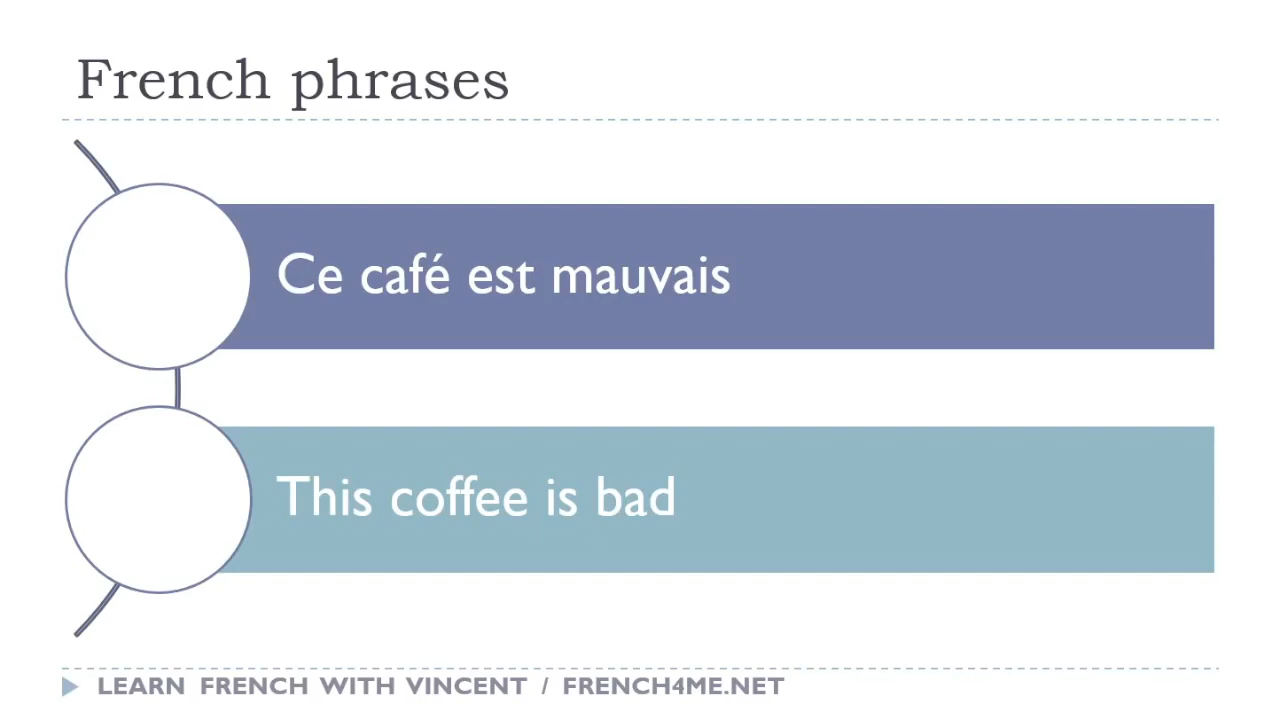 French phrases
Ce café est mauvais
This coffee is bad
LEARN FRENCH WITH VINCENT / FRENCH4ME.NET